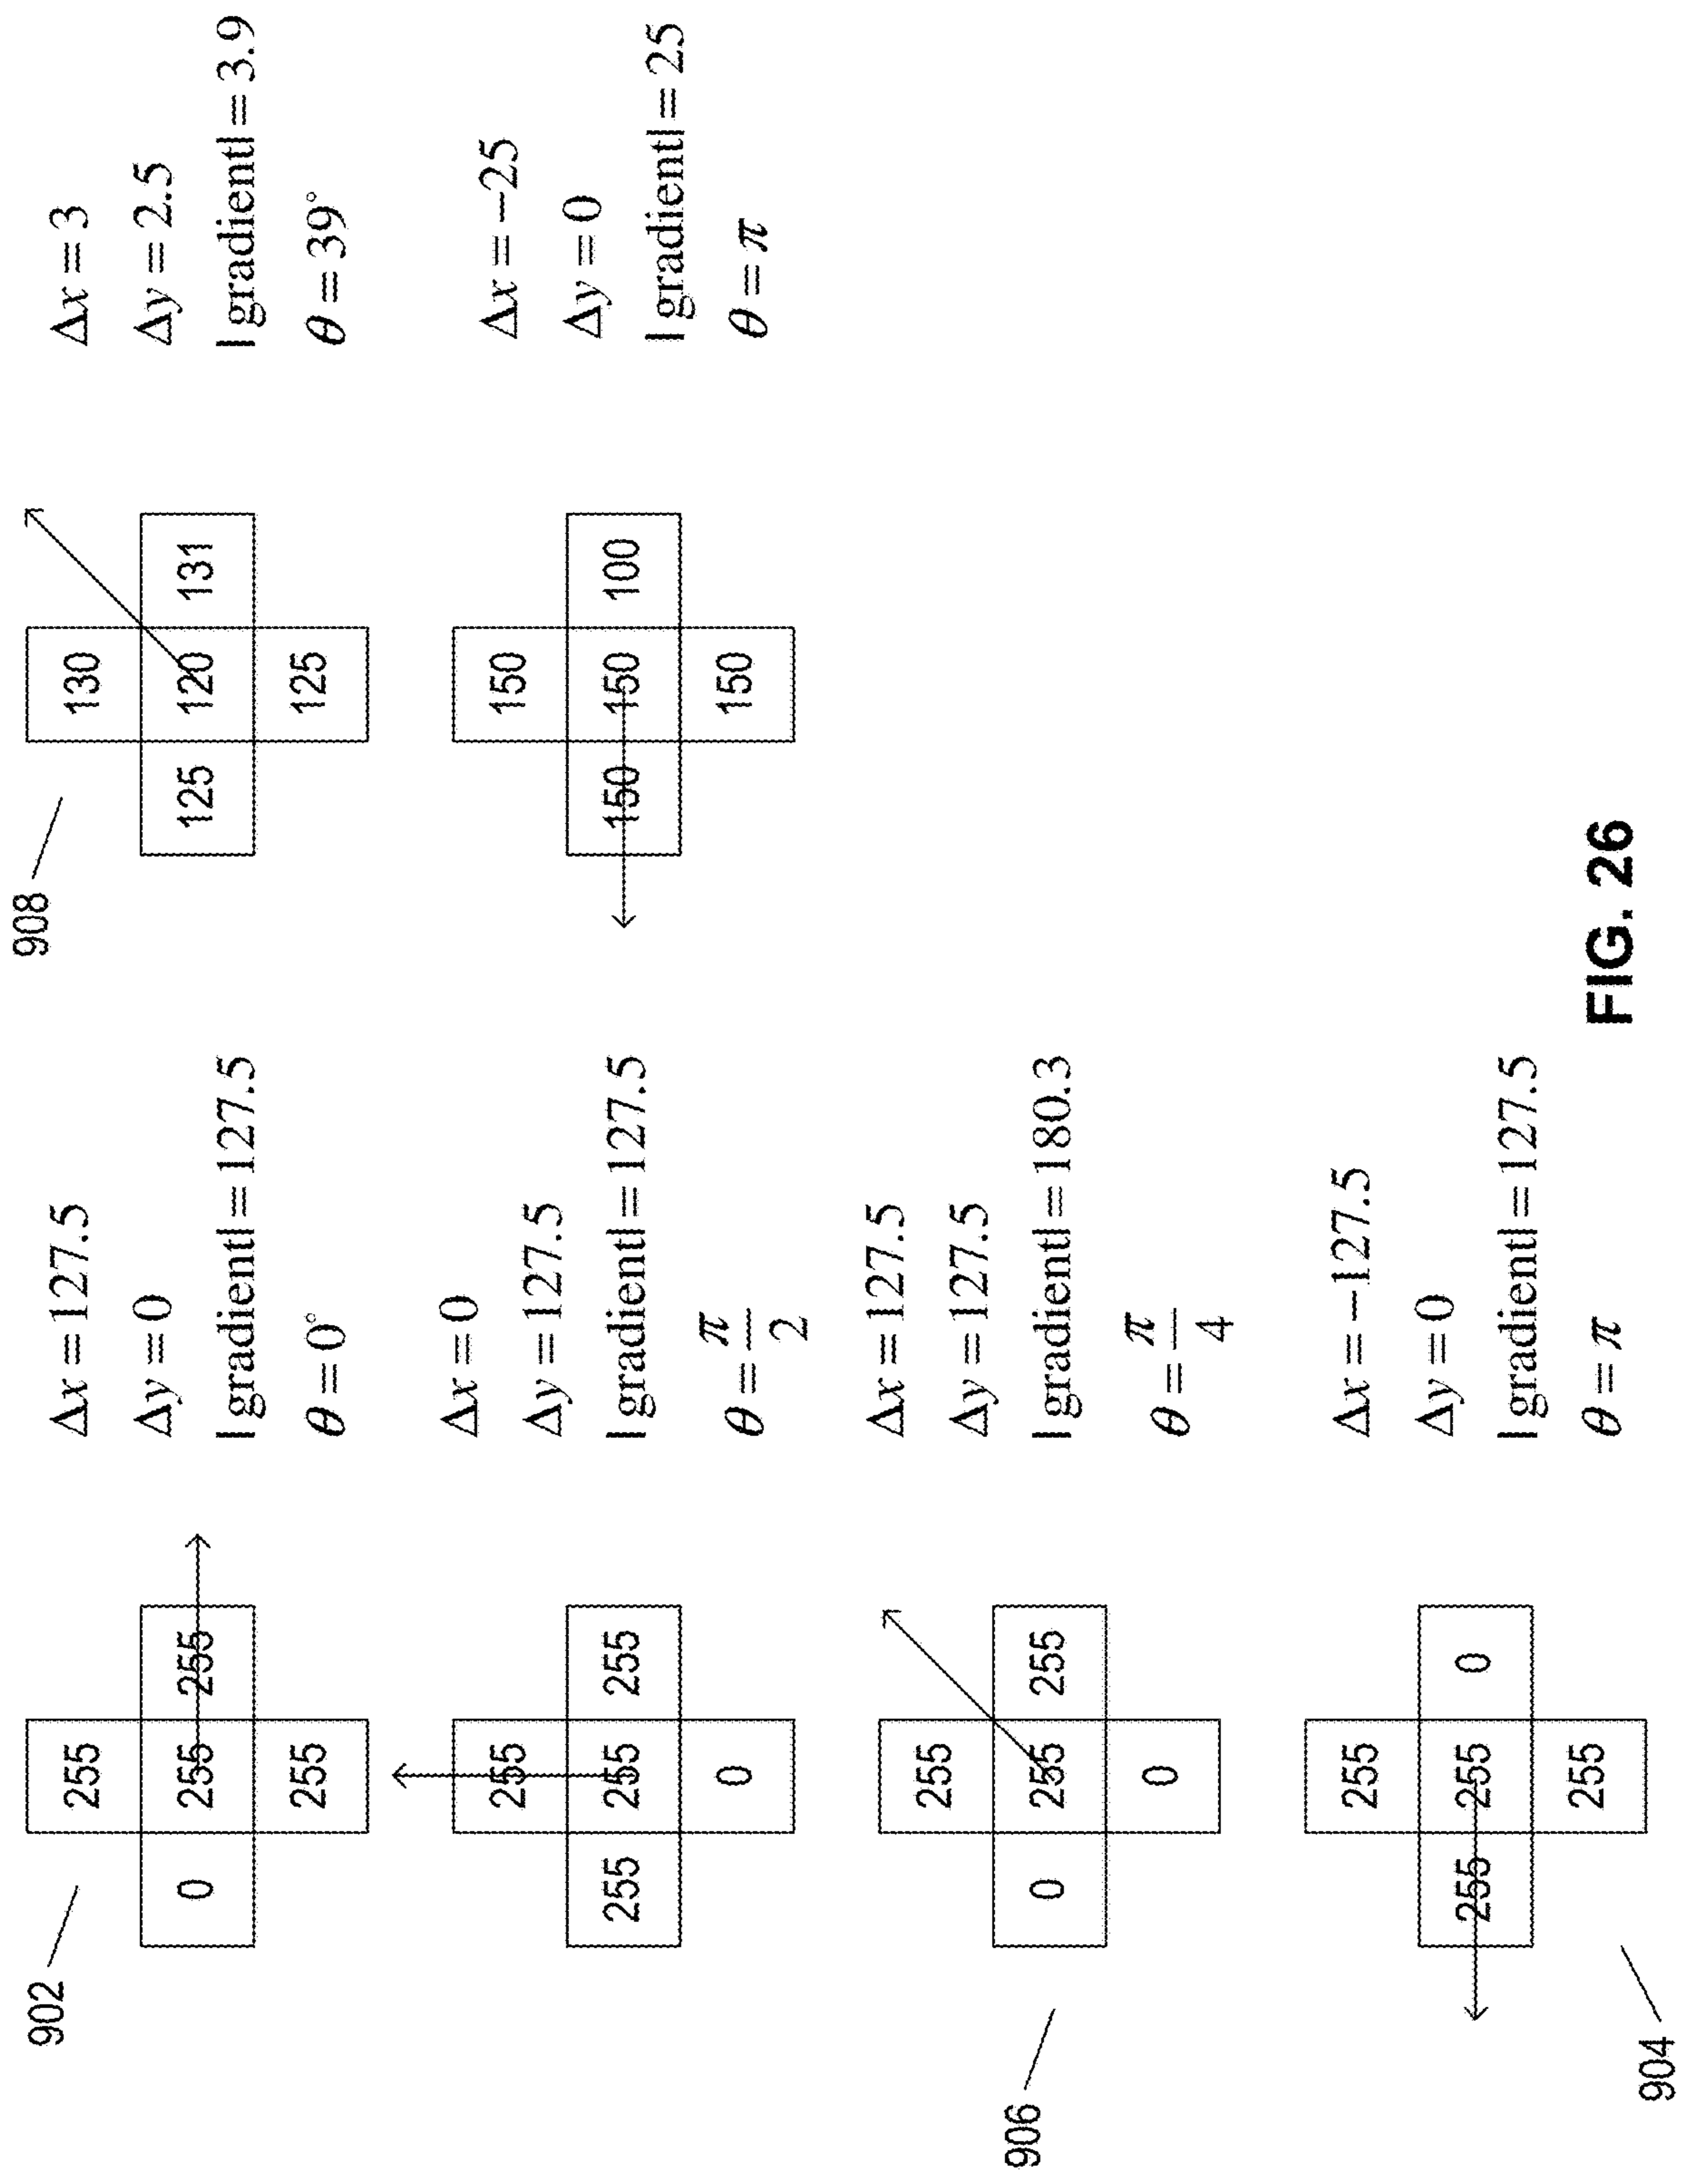 902
255
0 255 255
255
Δx = 127.5
Δy = 0
|gradient| = 127.5
θ = 0°
255
255 255 255
0
Δx = 0
Δy = 127.5
|gradient| = 127.5
θ = π/2
906
255
0 255 255
0
Δx = 127.5
Δy = 127.5
|gradient| = 180.3
θ = π/4
904
255
255 255 0
255
Δx = −127.5
Δy = 0
|gradient| = 127.5
θ = π
908
130
125 120 131
125
Δx = 3
Δy = 2.5
|gradient| = 3.9
θ = 39°
150
150 150 100
150
Δx = −25
Δy = 0
|gradient| = 25
θ = π
FIG. 26